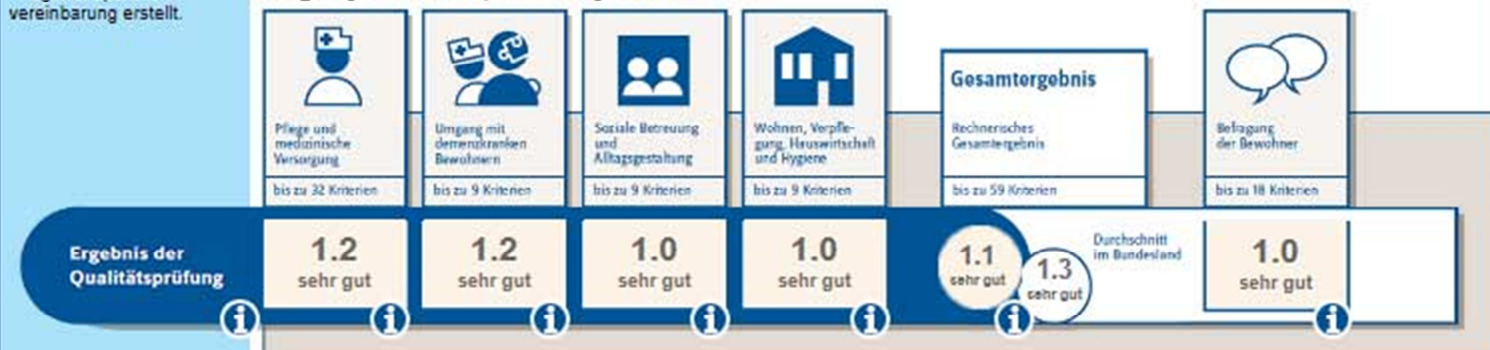 vereinbarung erstellt.
Pflege und
medizinische
Versorgung
bis zu 32 Kriterien
Umgang mit
demenzkranken
Bewohnern
bis zu 9 Kriterien
Soziale Betreuung
und
Alltagsgestaltung
bis zu 9 Kriterien
Wohnen, Verpfle-
gung, Hauswirtschaft
und Hygiene
bis zu 9 Kriterien
Gesamtergebnis
Rechnerisches
Gesamtergebnis
bis zu 59 Kriterien
Befragung
der Bewohner
bis zu 18 Kriterien
Ergebnis der
Qualitätsprüfung
1.2
sehr gut
1.2
sehr gut
1.0
sehr gut
1.0
sehr gut
1.1
sehr gut
1.3
sehr gut
Durchschnitt
im Bundesland
1.0
sehr gut